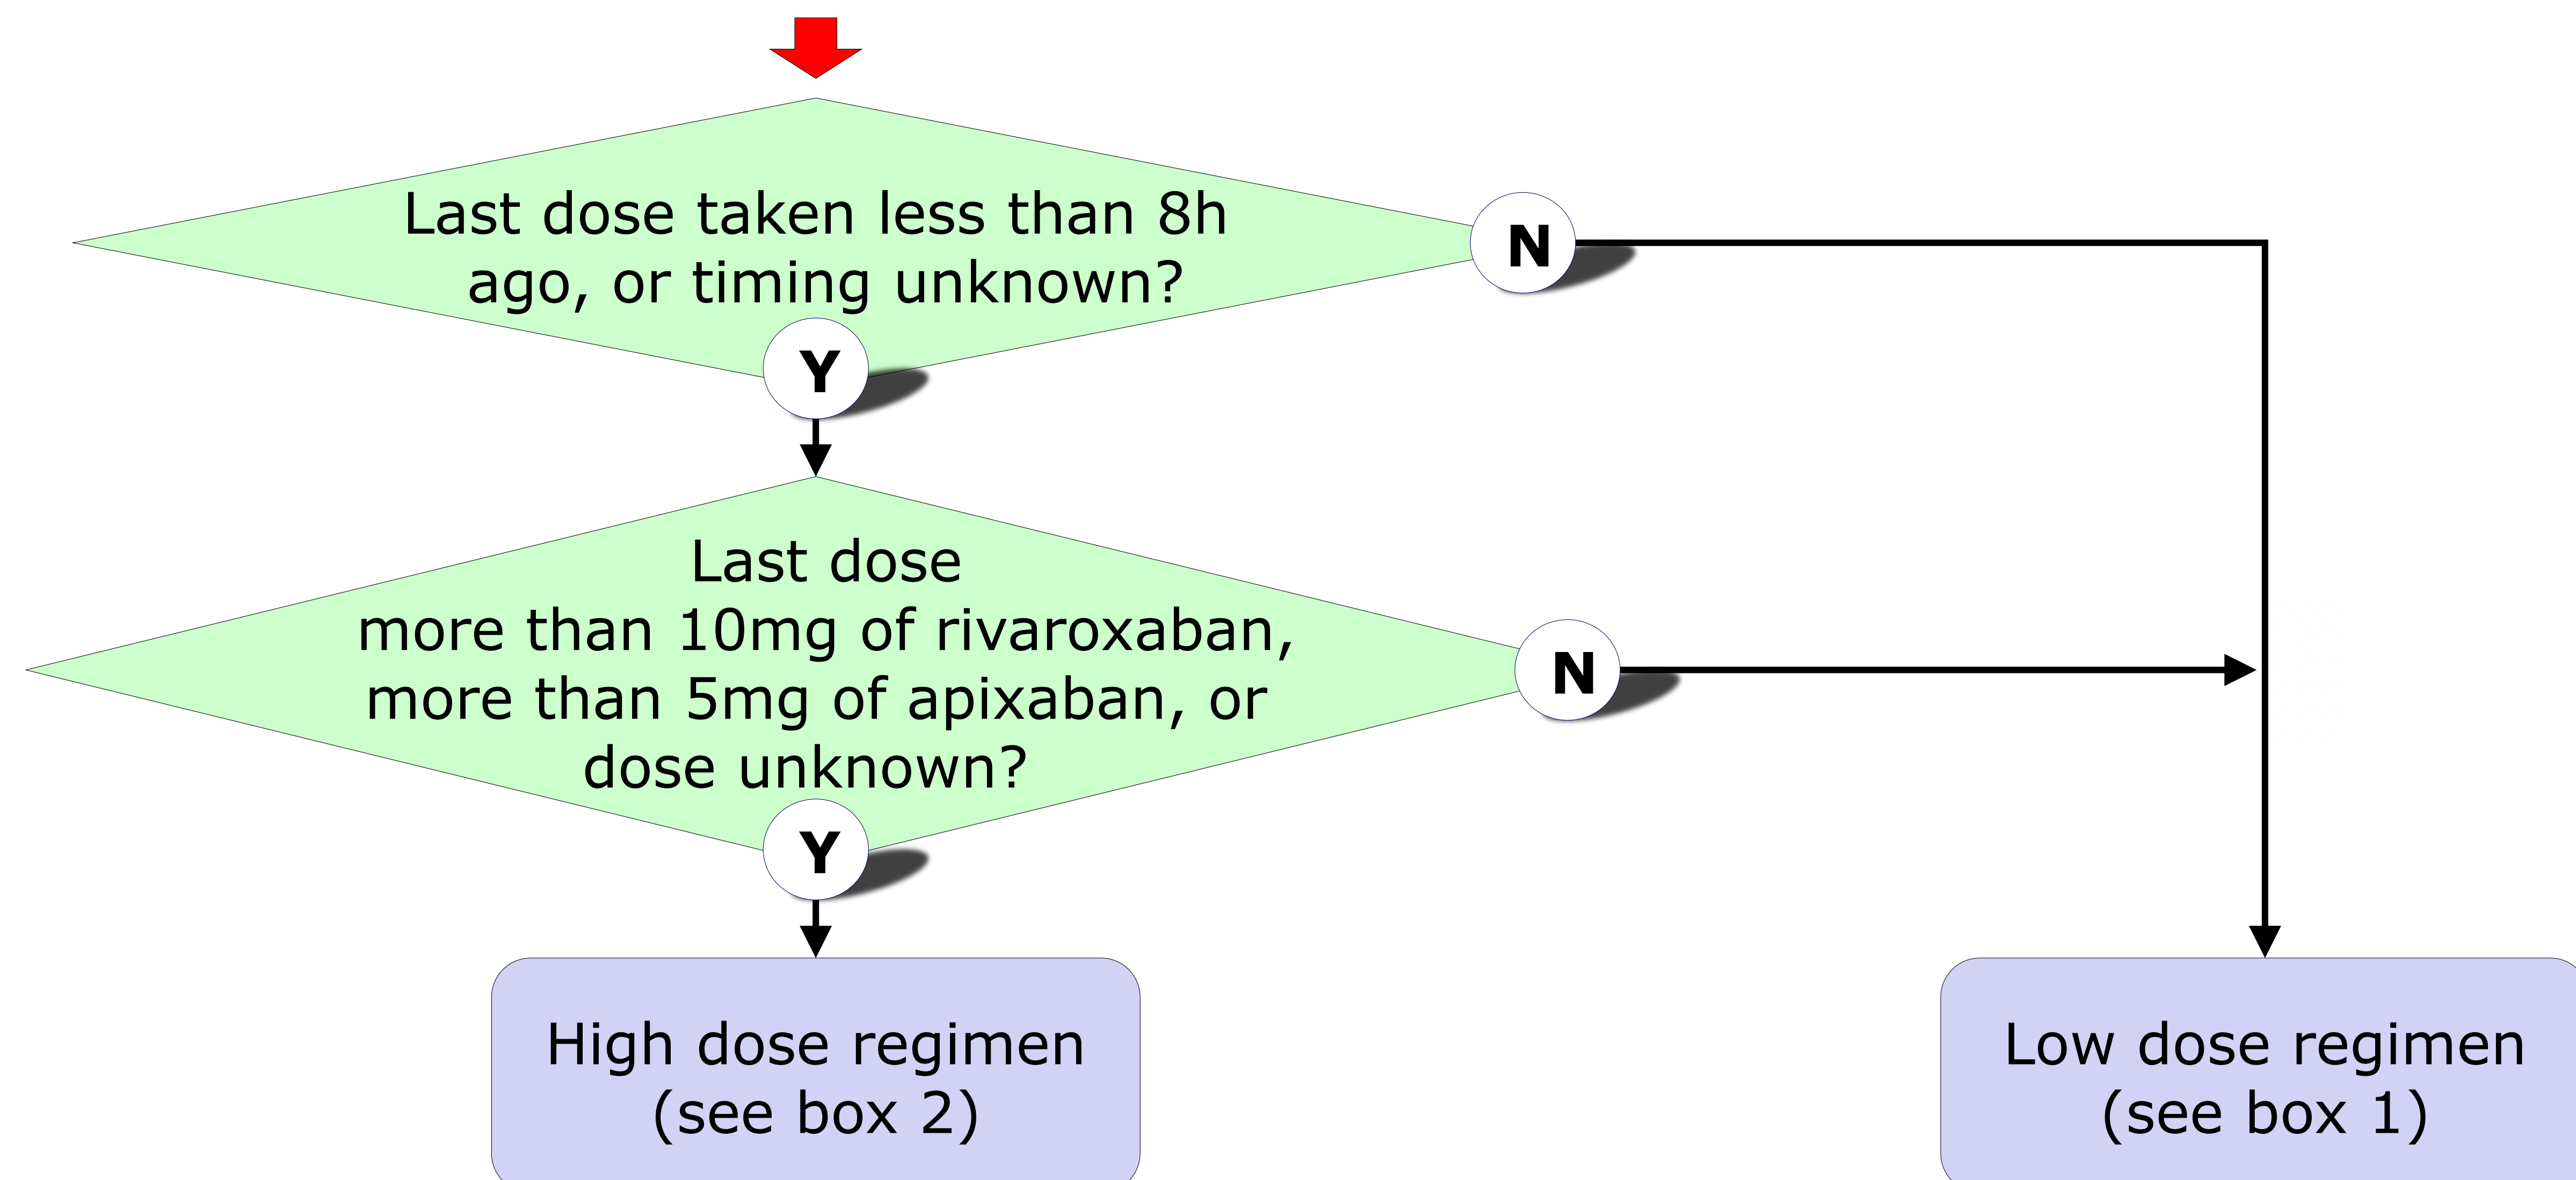 Last dose taken less than 8h
ago, or timing unknown?
N
Y
Last dose
more than 10mg of rivaroxaban,
more than 5mg of apixaban, or
dose unknown?
N
Y
High dose regimen
(see box 2)
Low dose regimen
(see box 1)